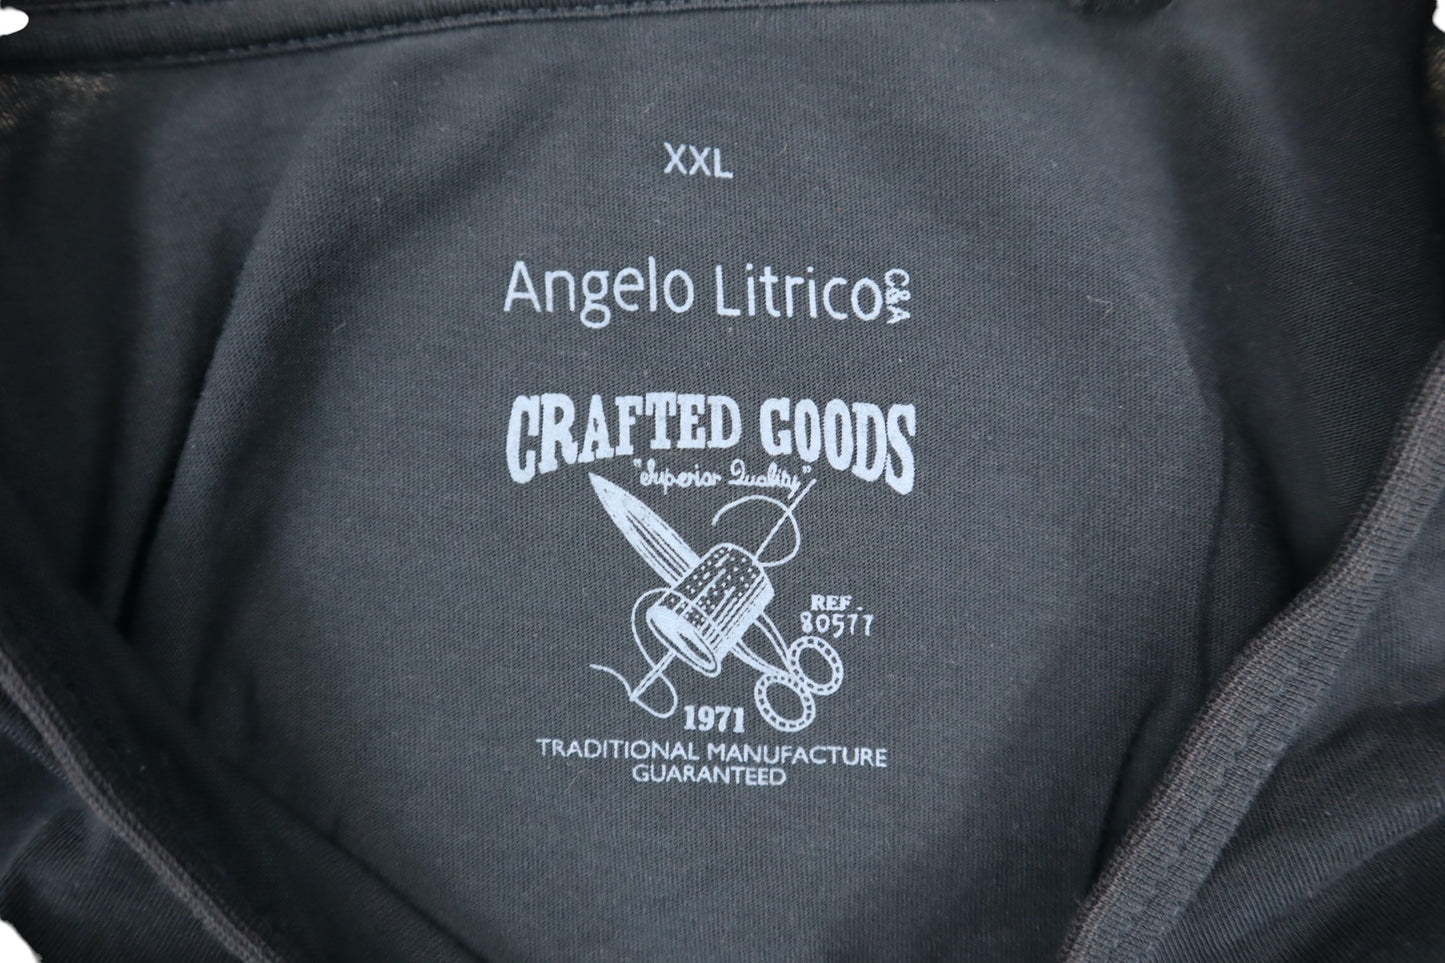 XXL
Angelo Litrico C&A
CRAFTED GOODS
"Superior Quality"
REF.
80577
1971
TRADITIONAL MANUFACTURE
GUARANTEED